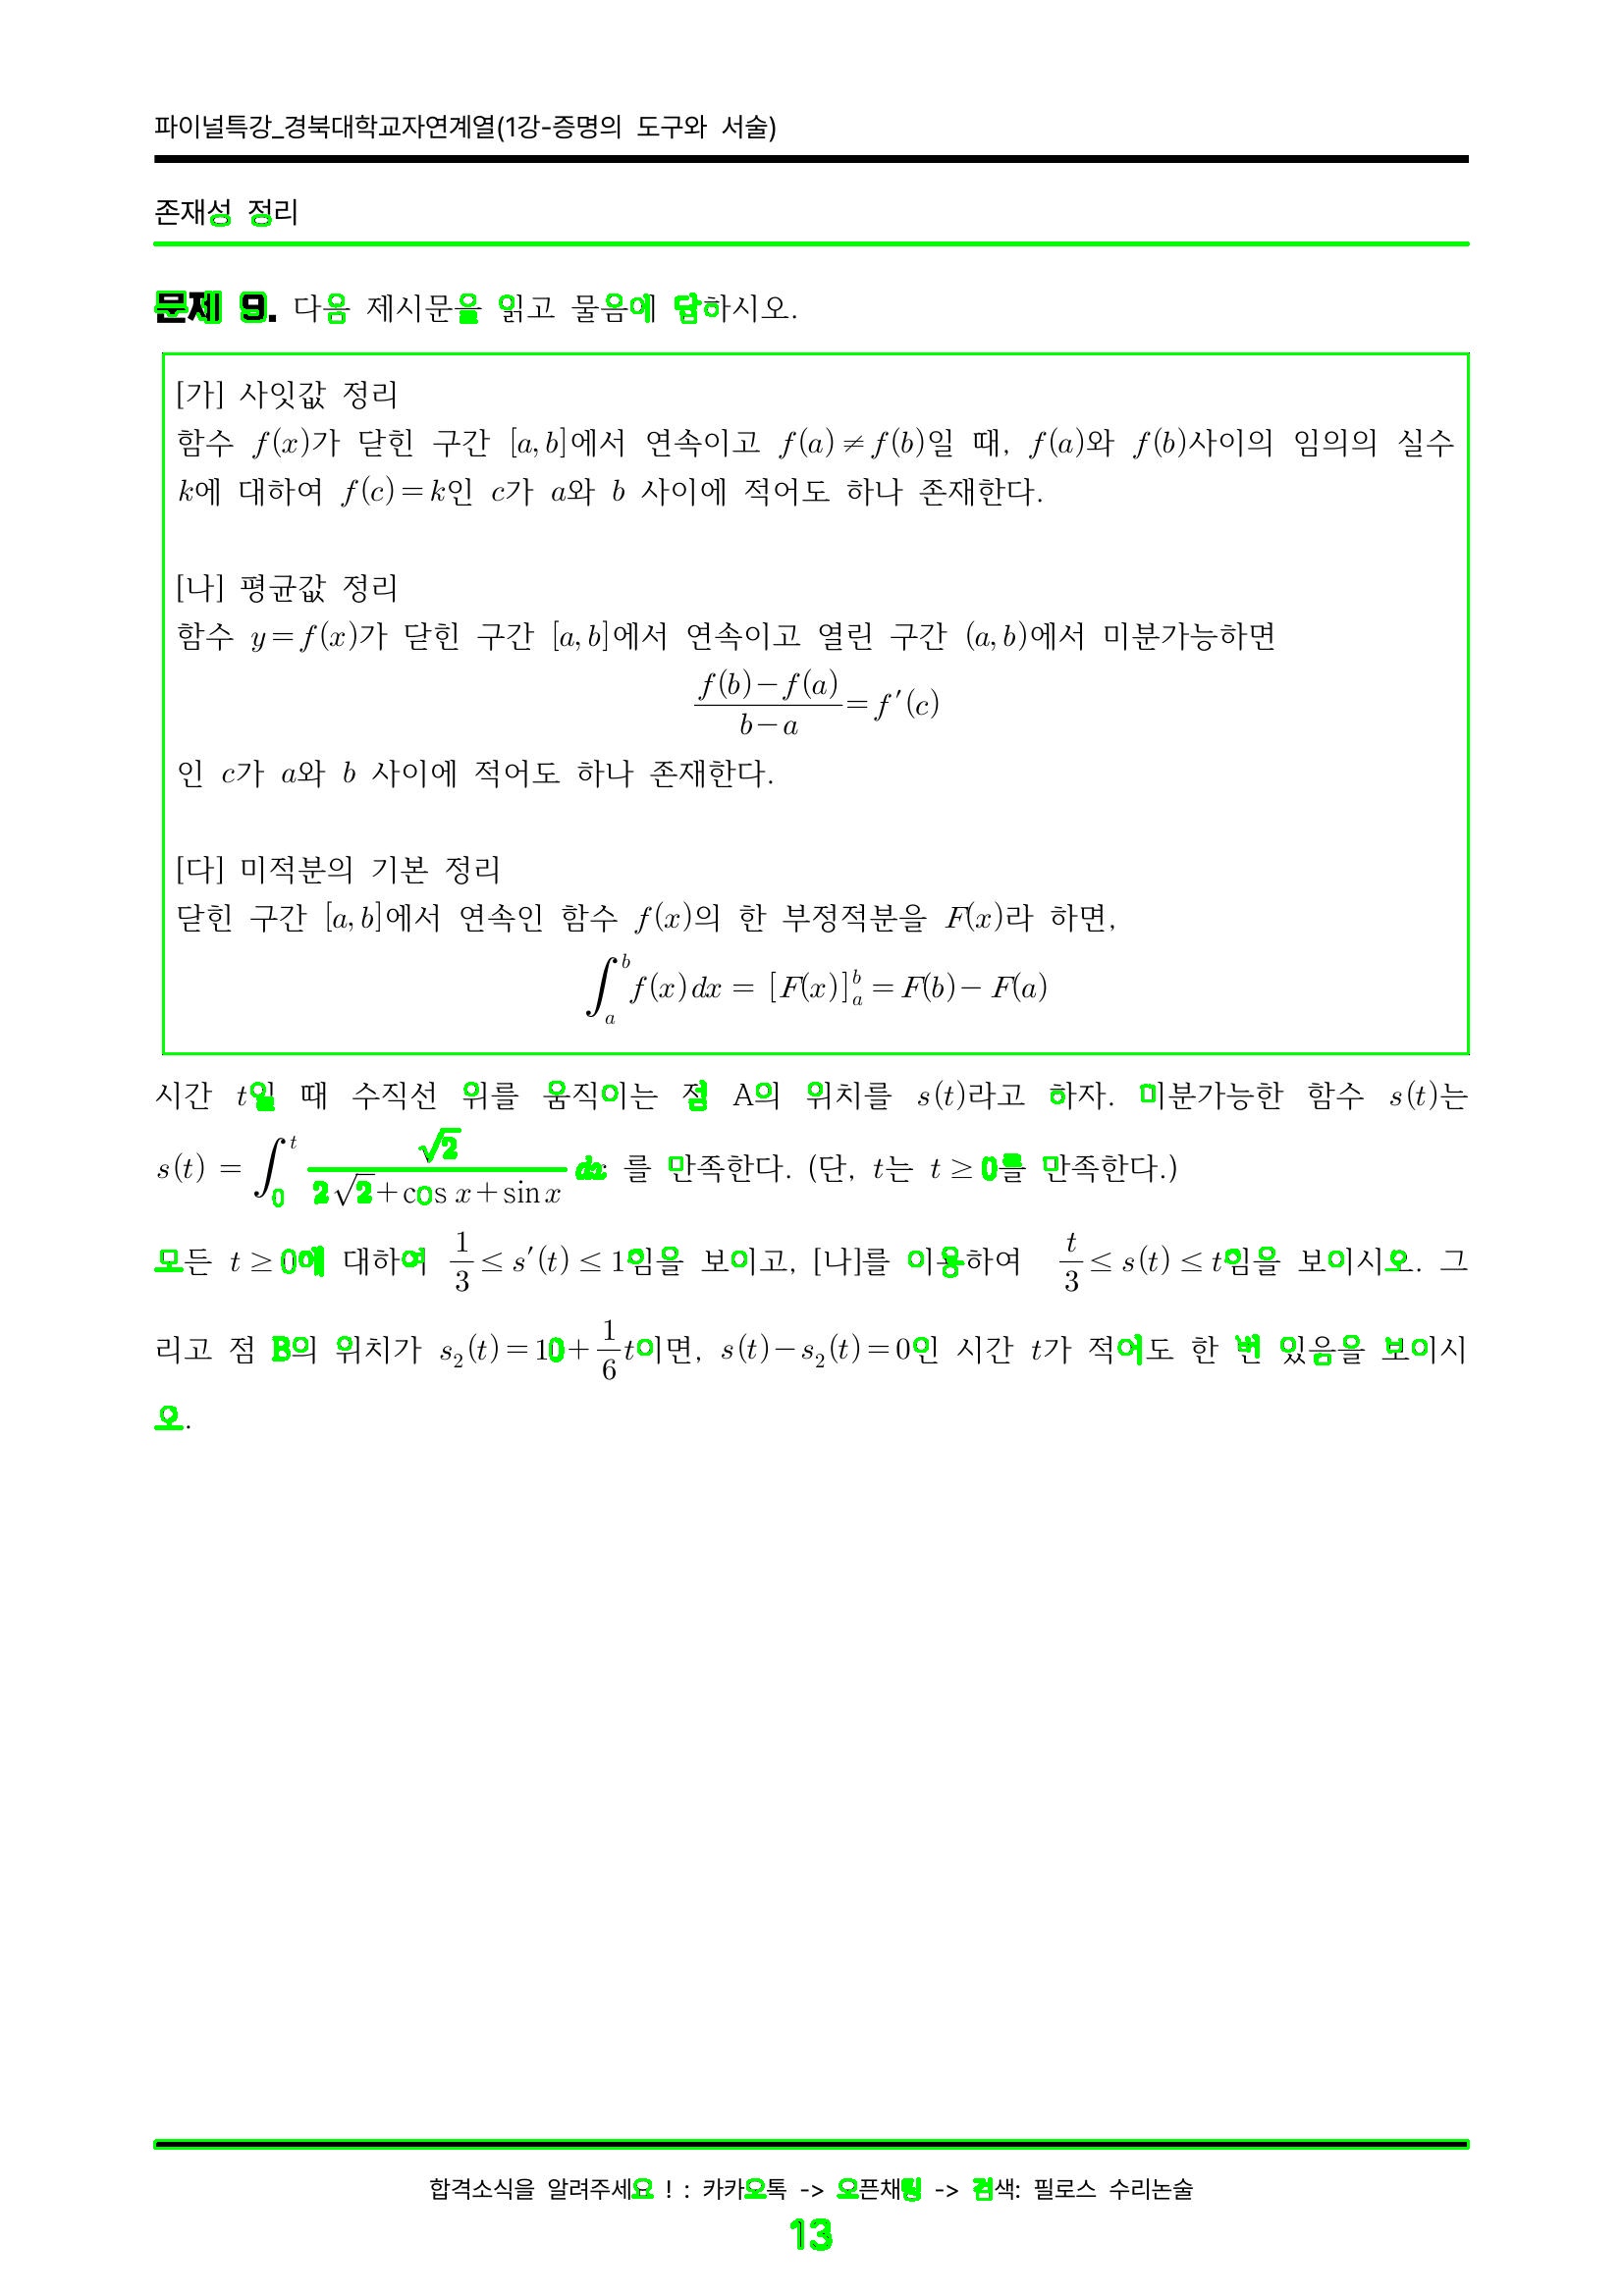 파이널특강_경북대학교자연계열(1강-증명의 도구와 서술)
존재성 정리
문제 9. 다음 제시문을 읽고 물음에 답하시오.
[가] 사잇값 정리
함수 f(x)가 닫힌 구간 [a, b]에서 연속이고 f(a)≠f(b)일 때, f(a)와 f(b)사이의 임의의 실수
k에 대하여 f(c)=k인 c가 a와 b 사이에 적어도 하나 존재한다.
[나] 평균값 정리
함수 y=f(x)가 닫힌 구간 [a, b]에서 연속이고 열린 구간 (a, b)에서 미분가능하면
\frac{f(b)-f(a)}{b-a}=f′(c)
인 c가 a와 b 사이에 적어도 하나 존재한다.
[다] 미적분의 기본 정리
닫힌 구간 [a, b]에서 연속인 함수 f(x)의 한 부정적분을 F(x)라 하면,
\int_{a}^{b} f(x)dx = [F(x)]_{a}^{b} = F(b)-F(a)
시간 t일 때 수직선 위를 움직이는 점 A의 위치를 s(t)라고 하자. 미분가능한 함수 s(t)는
s(t) = \int_{0}^{t} \frac{\sqrt{2}}{2\sqrt{2}+cos x+sin x} dx 를 만족한다. (단, t는 t≥0를 만족한다.)
모든 t≥0에 대하여 \frac{1}{3}≤s′(t)≤1임을 보이고, [나]를 이용하여 \frac{t}{3}≤s(t)≤t임을 보이시오. 그
리고 점 B의 위치가 s₂(t)=10+\frac{1}{6}t이면, s(t)-s₂(t)=0인 시간 t가 적어도 한 번 있음을 보이시
오.
합격소식을 알려주세요 ! : 카카오톡 -> 오픈채팅 -> 검색: 필로스 수리논술
13